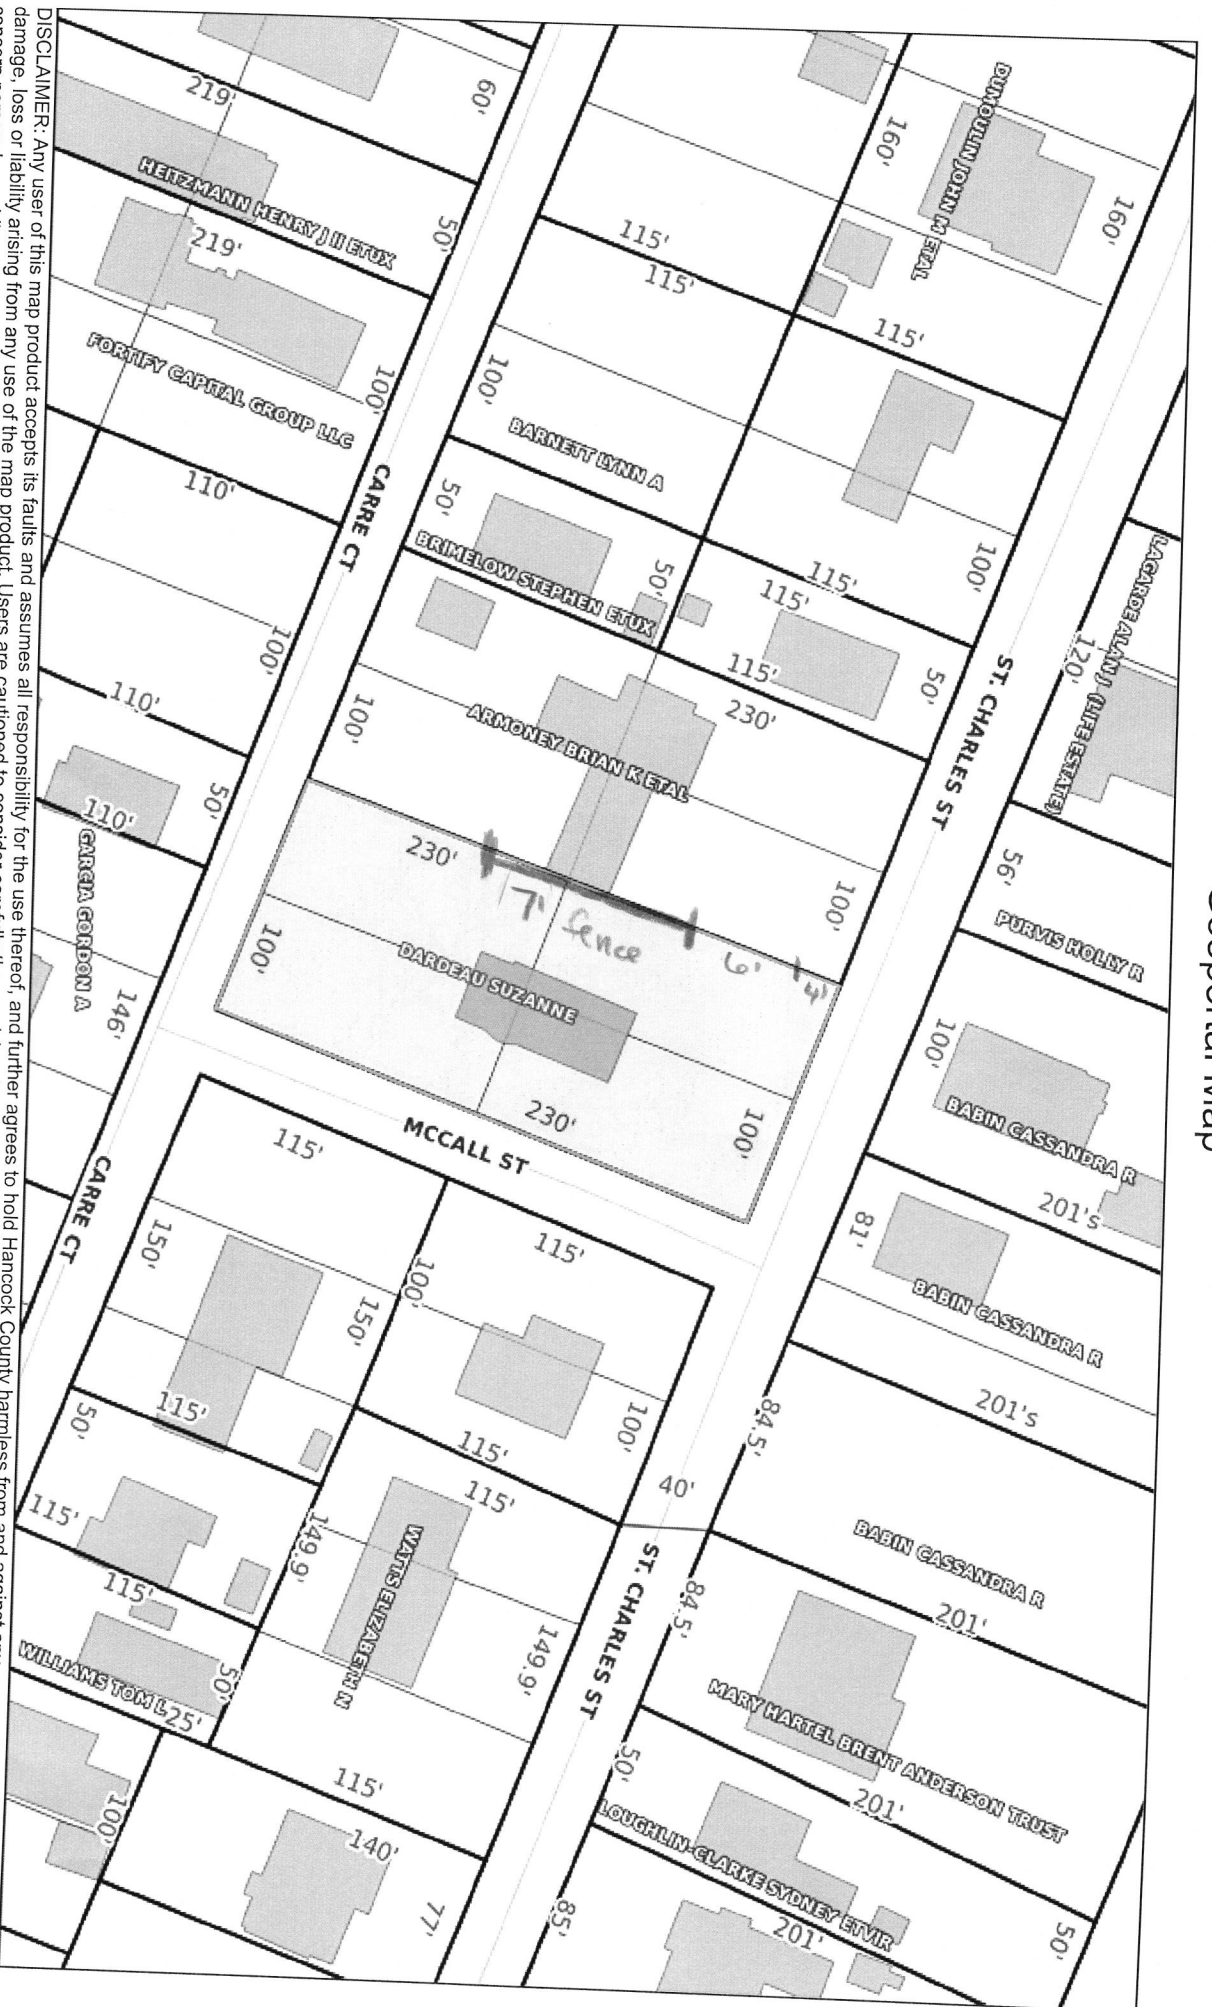 Geoportal Map
DUMOULIN JOHN M ETAL
160'
160'
60'
219'
HEITZMANN HENRY J II ETUX
50'
219'
115'
115'
115'
FORTIFY CAPITAL GROUP LLC
100'
100'
BARNETT LYNN A
110'
CARRE CT
50'
BRIMELOW STEPHEN ETUX
50'
115'
115'
100'
LAGARDE ALAN J (LIFE ESTATE)
120'
100'
115'
50'
ST. CHARLES ST
110'
100'
ARMONEY BRIAN K ETAL
230'
50'
110'
GARCIA GORDON A
230'
100'
56'
PURVIS HOLLY R
7' fence
6'
4'
100'
DARDEAU SUZANNE
146'
100'
BABIN CASSANDRA R
230'
100'
MCCALL ST
201's
115'
81'
CARRE CT
150'
115'
BABIN CASSANDRA R
100'
150'
201's
115'
50'
100'
84.5'
115'
40'
115'
115'
149.9'
WATTS ELIZABETH N
ST. CHARLES ST
BABIN CASSANDRA R
84.5'
201'
115'
149.9'
WILLIAMS TOM L
50'
25'
MARY HARTEL BRENT ANDERSON TRUST
50'
115'
201'
100'
140'
LOUGHLIN-CLARKE SYDNEY ETVIR
77'
85'
201'
50'
DISCLAIMER: Any user of this map product accepts its faults and assumes all responsibility for the use thereof, and further agrees to hold Hancock County harmless from and against any
damage, loss or liability arising from any use of the map product. Users are cautioned to consider carefully the